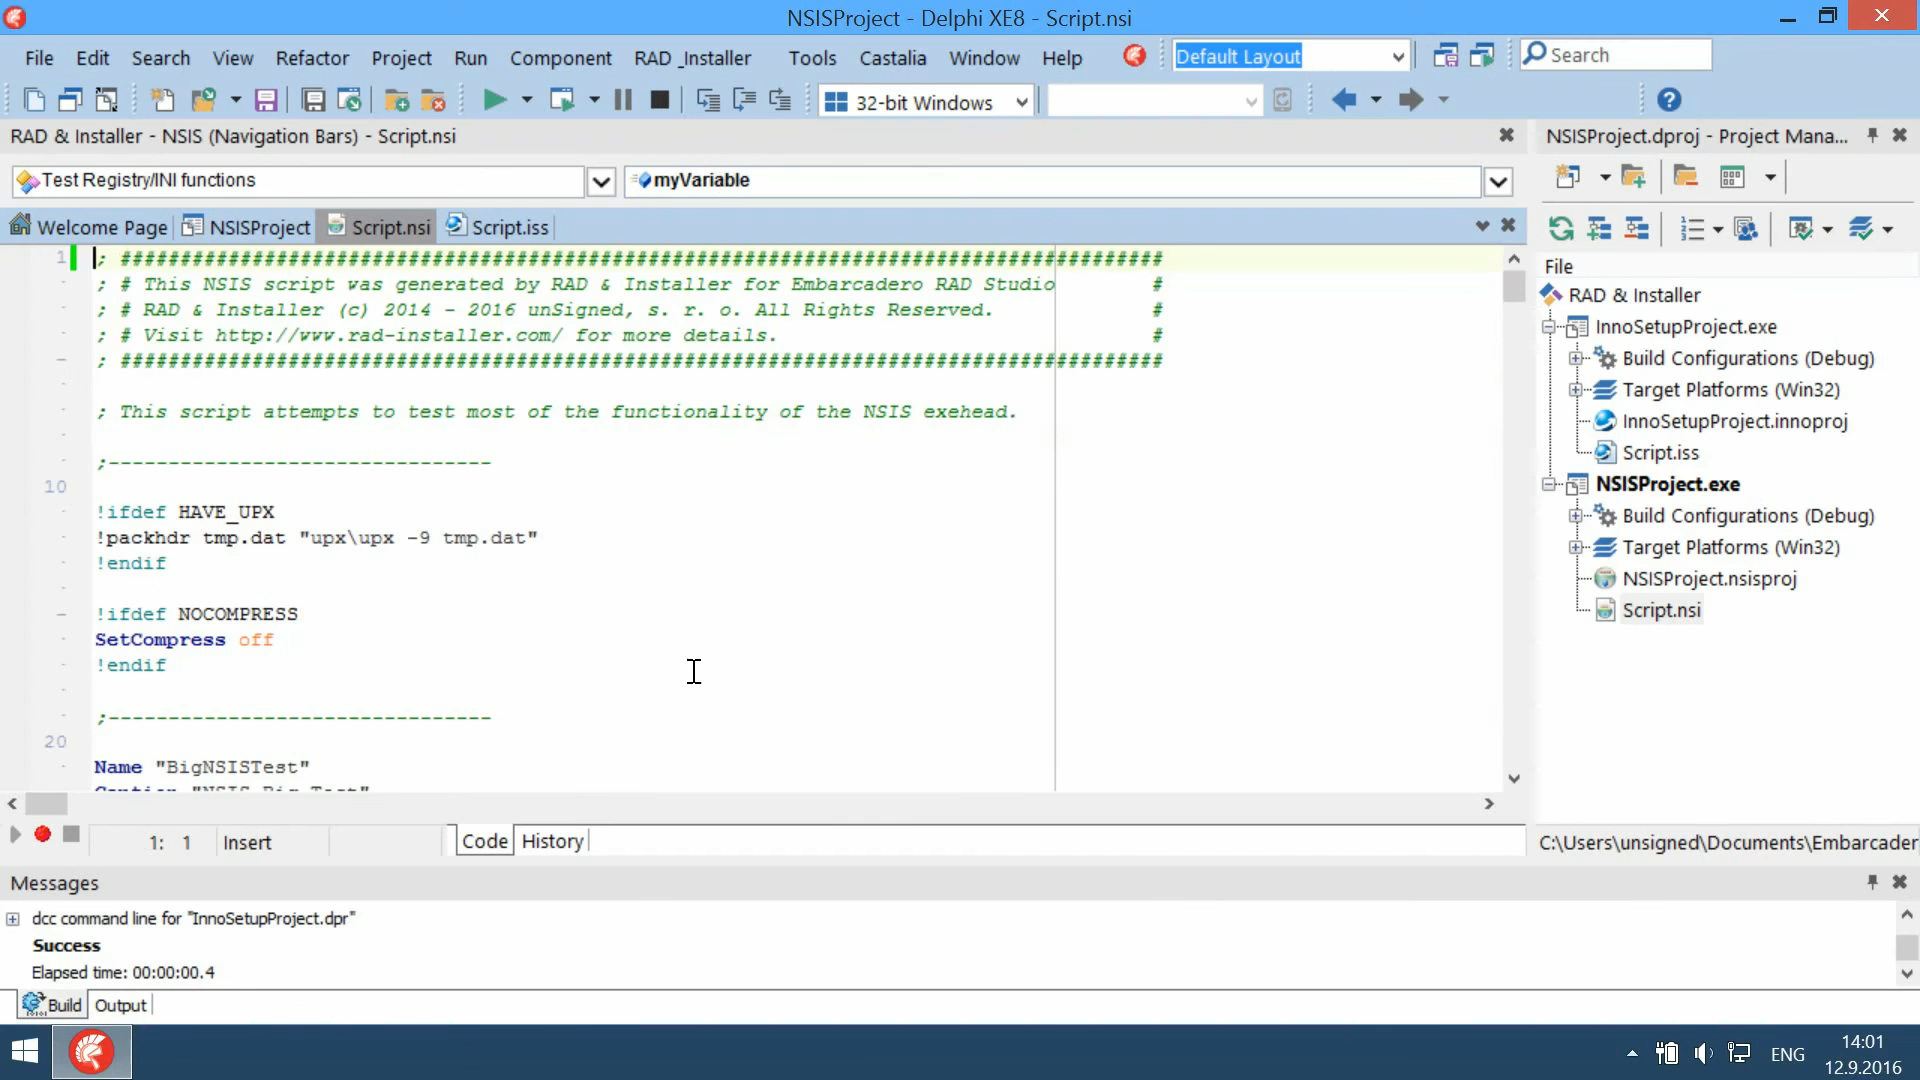 NSISProject - Delphi XE8 - Script.nsi
File Edit Search View Refactor Project Run Component RAD _Installer Tools Castalia Window Help Default Layout Search
32-bit Windows
RAD & Installer - NSIS (Navigation Bars) - Script.nsi
NSISProject.dproj - Project Mana...
Test Registry/INI functions
myVariable
Welcome Page NSISProject Script.nsi Script.iss
1 ; #######################################################################################
; # This NSIS script was generated by RAD & Installer for Embarcadero RAD Studio #
; # RAD & Installer (c) 2014 - 2016 unSigned, s. r. o. All Rights Reserved. #
; # Visit http://www.rad-installer.com/ for more details. #
; #######################################################################################
; This script attempts to test most of the functionality of the NSIS exehead.
;--------------------------------
10
!ifdef HAVE_UPX
!packhdr tmp.dat "upx\upx -9 tmp.dat"
!endif
!ifdef NOCOMPRESS
SetCompress off
!endif
;--------------------------------
20
Name "BigNSISTest"
Caption "NSIS Big Test"
File
RAD & Installer
InnoSetupProject.exe
Build Configurations (Debug)
Target Platforms (Win32)
InnoSetupProject.innoproj
Script.iss
NSISProject.exe
Build Configurations (Debug)
Target Platforms (Win32)
NSISProject.nsisproj
Script.nsi
1: 1 Insert Code History
C:\Users\unsigned\Documents\Embarcader
Messages
dcc command line for "InnoSetupProject.dpr"
Success
Elapsed time: 00:00:00.4
Build Output
ENG
14:01
12.9.2016